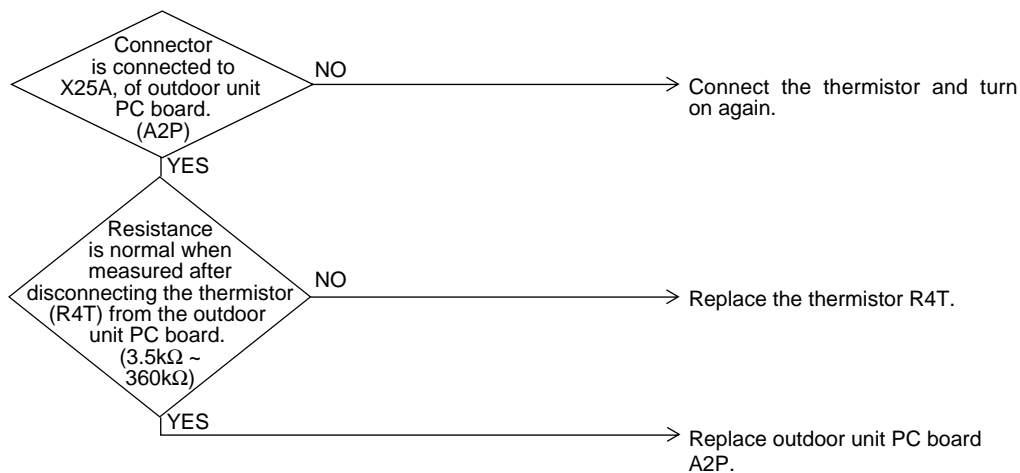 Connector
is connected to
X25A, of outdoor unit
PC board.
(A2P)
NO
Connect the thermistor and turn
on again.
YES
Resistance
is normal when
measured after
disconnecting the thermistor
(R4T) from the outdoor
unit PC board.
(3.5kΩ ~
360kΩ)
NO
Replace the thermistor R4T.
YES
Replace outdoor unit PC board
A2P.